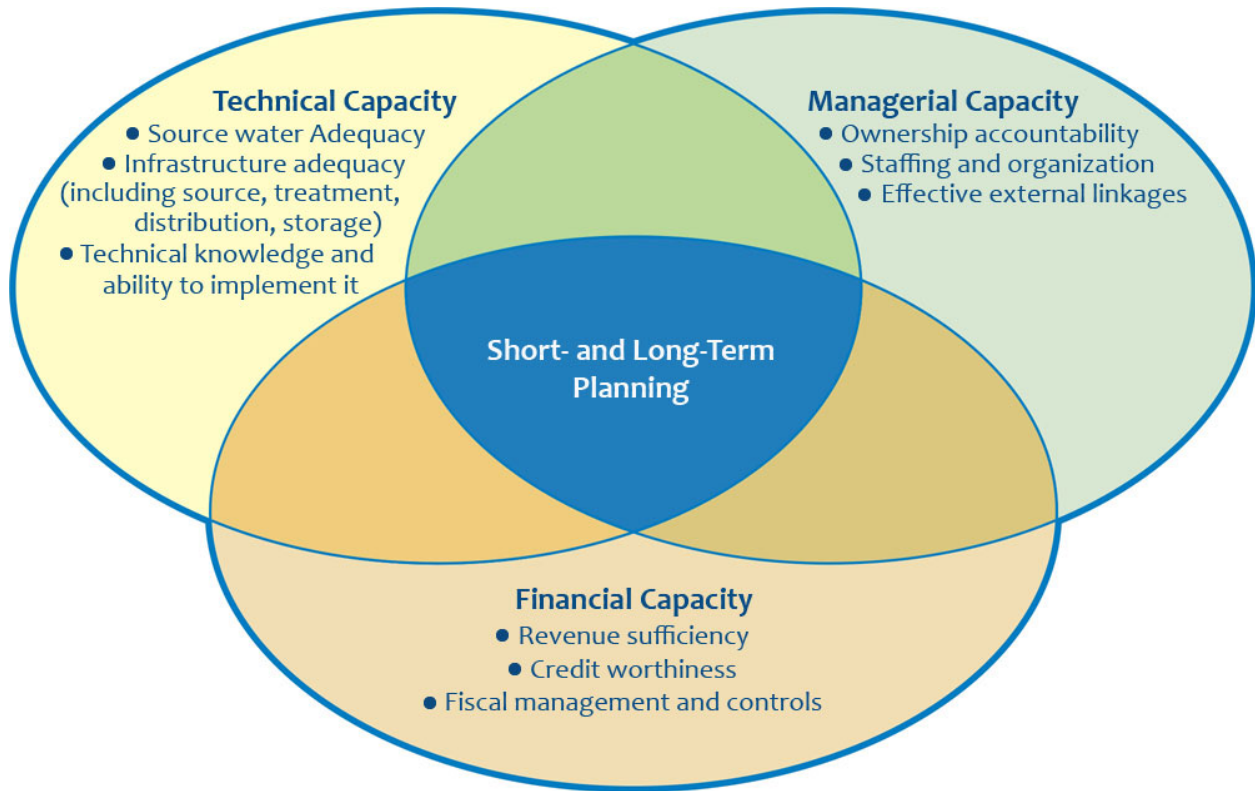 Technical Capacity
● Source water Adequacy
● Infrastructure adequacy
(including source, treatment,
distribution, storage)
● Technical knowledge and
ability to implement it
Managerial Capacity
● Ownership accountability
● Staffing and organization
● Effective external linkages
Short- and Long-Term
Planning
Financial Capacity
● Revenue sufficiency
● Credit worthiness
● Fiscal management and controls